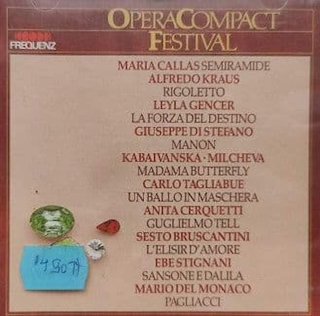 OPERACOMPACT
FESTIVAL
FREQUENZ
MARIA CALLAS SEMIRAMIDE
ALFREDO KRAUS
RIGOLETTO
LEYLA GENCER
LA FORZA DEL DESTINO
GIUSEPPE DI STEFANO
MANON
KABAIVANSKA · MILCHEVA
MADAMA BUTTERFLY
CARLO TAGLIABUE
UN BALLO IN MASCHERA
ANITA CERQUETTI
GUGLIELMO TELL
SESTO BRUSCANTINI
L'ELISIR D'AMORE
EBE STIGNANI
SANSONE E DALILA
MARIO DEL MONACO
PAGLIACCI